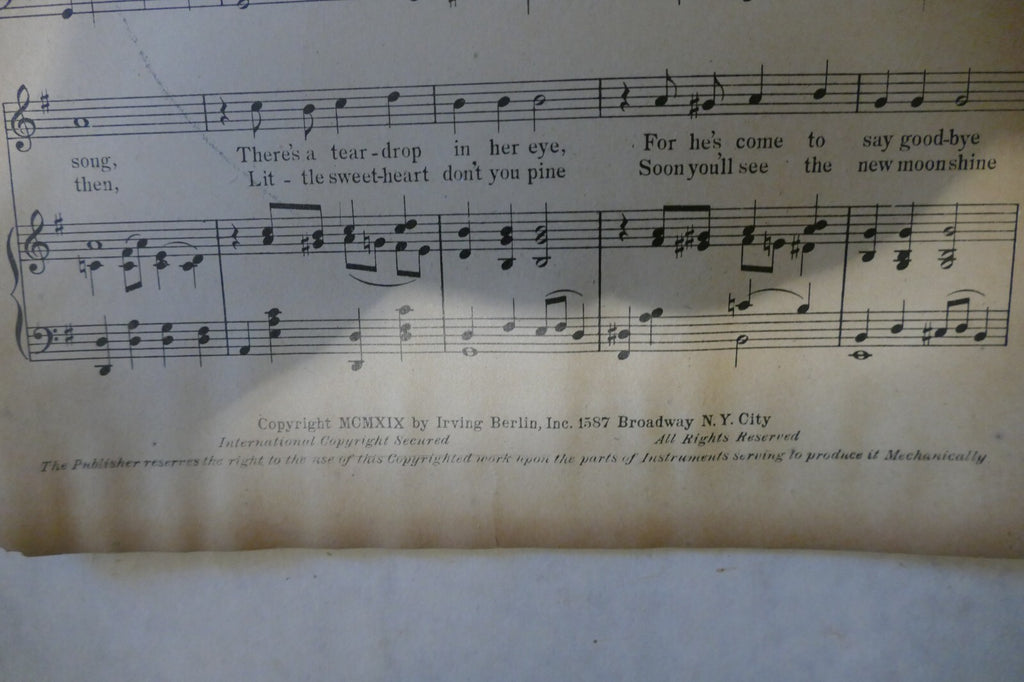 song, There's a tear-drop in her eye, For he's come to say good-bye
then, Lit - tle sweet-heart don't you pine Soon you'll see the new moon shine
Copyright MCMXIX by Irving Berlin, Inc. 1587 Broadway N. Y. City
International Copyright Secured All Rights Reserved
The Publisher reserves the right to the use of this Copyrighted work upon the parts of Instruments serving to produce it Mechanically